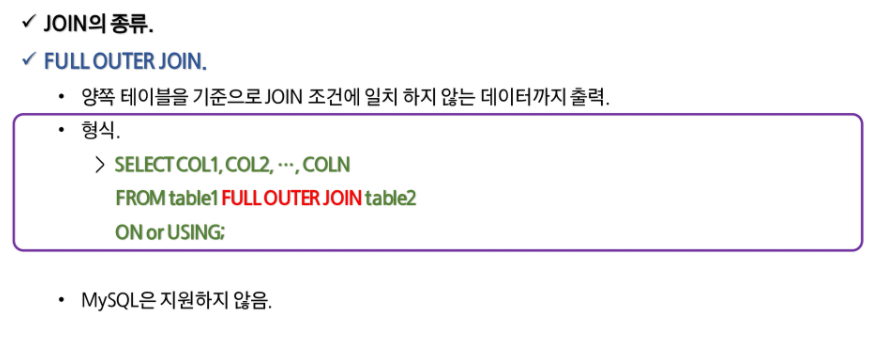 ✓ JOIN의 종류.
✓ FULL OUTER JOIN.
• 양쪽 테이블을 기준으로 JOIN 조건에 일치 하지 않는 데이터까지 출력.
• 형식.
> SELECT COL1, COL2, …, COLN
FROM table1 FULL OUTER JOIN table2
ON or USING;
• MySQL은 지원하지 않음.